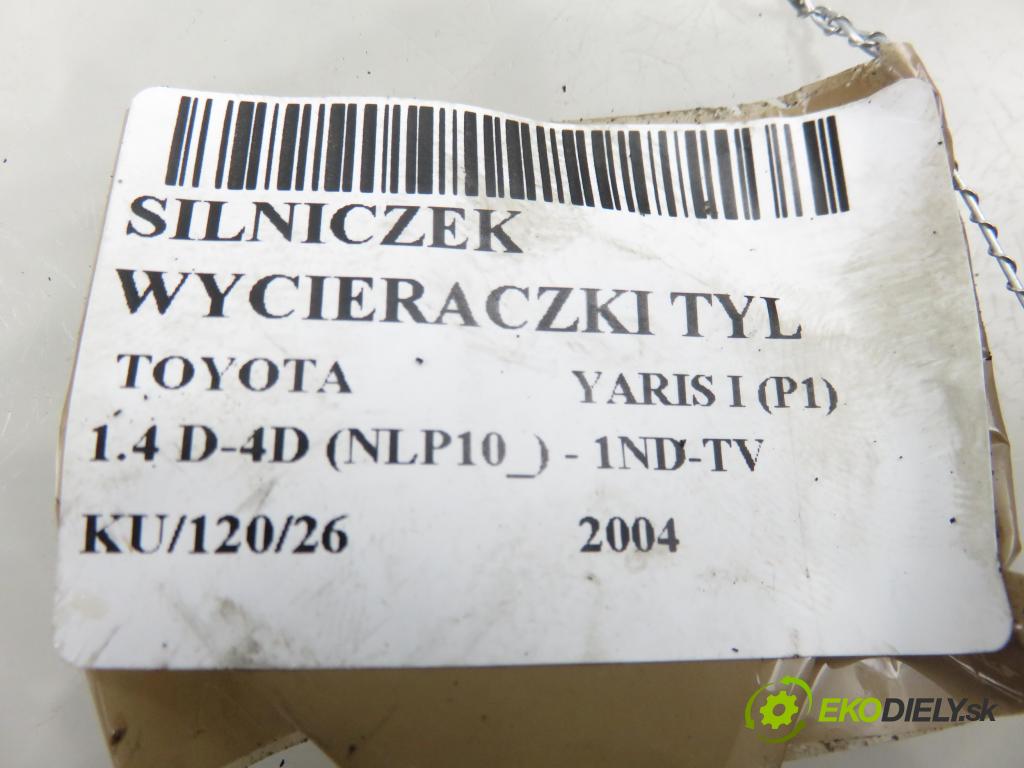 SILNICZEK
WYCIERACZKI TYL
TOYOTA YARIS I (P1)
1.4 D-4D (NLP10_) - 1ND-TV
KU/120/26 2004
EKODIELY.sk